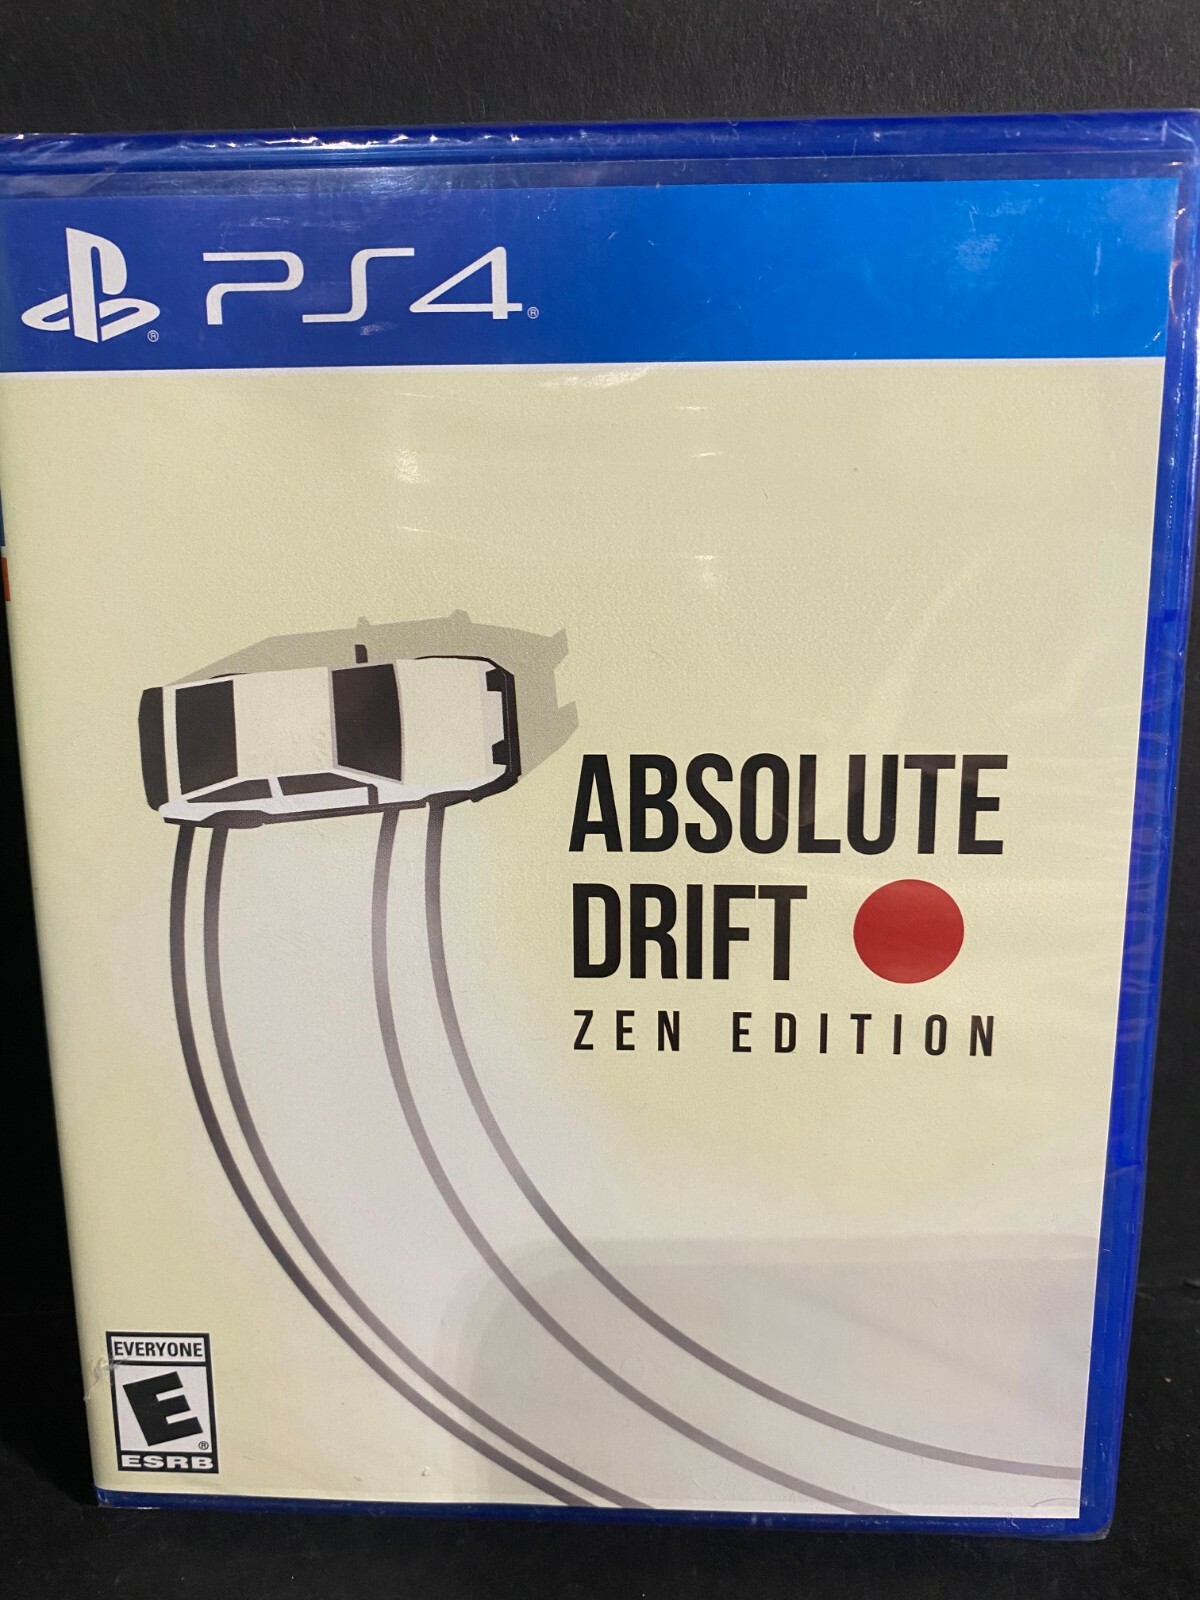 PS4®
ABSOLUTE
DRIFT
ZEN EDITION
EVERYONE
E
®
ESRB